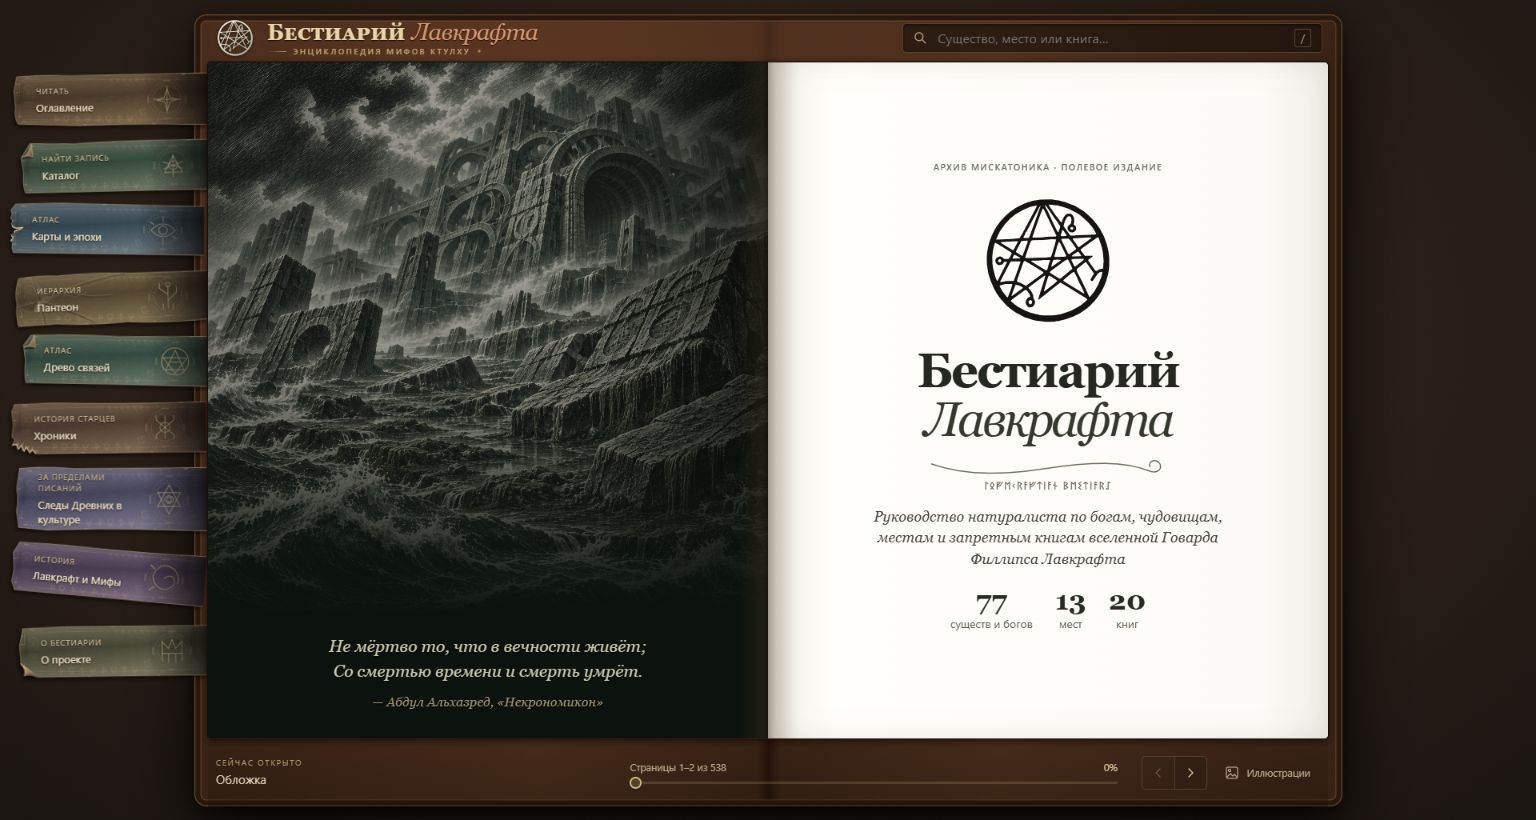 Бестиарий Лавкрафта
ЭНЦИКЛОПЕДИЯ МИФОВ КТУЛХУ
Существо, место или книга...
/
ЧИТАТЬ
Оглавление
НАЙТИ ЗАПИСЬ
Каталог
АТЛАС
Карты и эпохи
ИЕРАРХИЯ
Пантеон
АТЛАС
Древо связей
ИСТОРИЯ СТАРЦЕВ
Хроники
ЗА ПРЕДЕЛАМИ
ПИСАНИЙ
Следы Древних в
культуре
ИСТОРИЯ
Лавкрафт и Мифы
О БЕСТИАРИИ
О проекте
Не мёртво то, что в вечности живёт;
Со смертью времени и смерть умрёт.
— Абдул Альхазред, «Некрономикон»
АРХИВ МИСКАТОНИКА · ПОЛЕВОЕ ИЗДАНИЕ
Бестиарий
Лавкрафта
Руководство натуралиста по богам, чудовищам,
местам и запретным книгам вселенной Говарда
Филлипса Лавкрафта
77 13 20
существ и богов мест книг
СЕЙЧАС ОТКРЫТО
Обложка
Страницы 1–2 из 538 0%
Иллюстрации